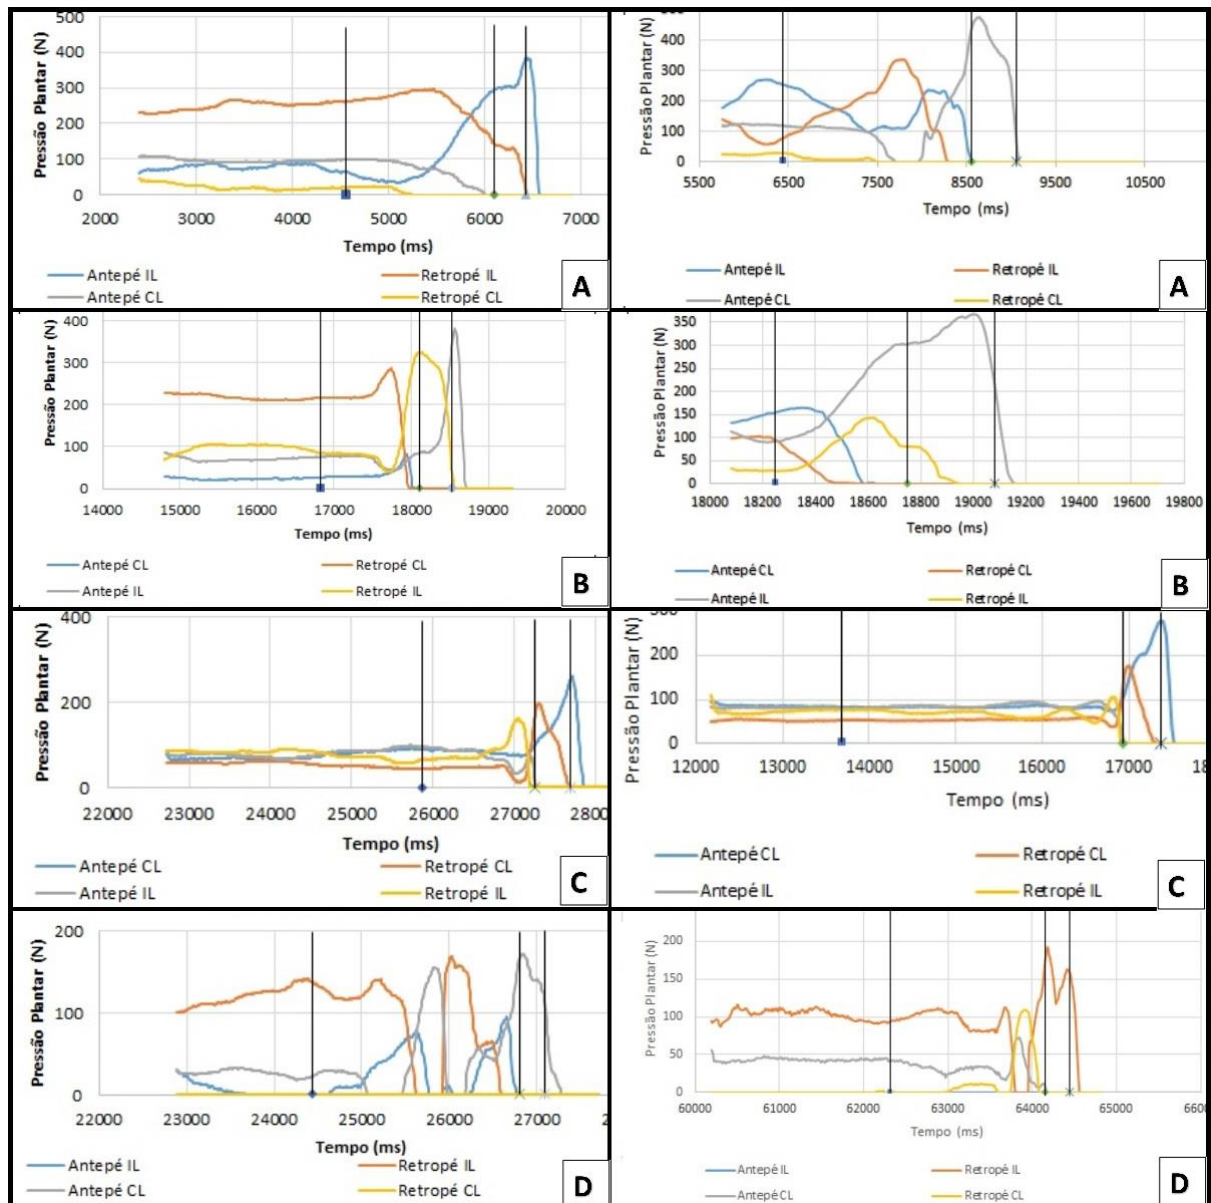 Pressão Plantar (N)
500
400
300
200
100
0
2000 3000 4000 5000 6000 7000
Tempo (ms)
Antepé IL Retropé IL
Antepé CL Retropé CL
A
Pressão Plantar (N)
500
400
300
200
100
0
5500 6500 7500 8500 9500 10500
Tempo (ms)
Antepé IL Retropé IL
Antepé CL Retropé CL
A
Pressão Plantar (N)
400
300
200
100
0
14000 15000 16000 17000 18000 19000 20000
Tempo (ms)
Antepé CL Retropé CL
Antepé IL Retropé IL
B
Pressão Plantar (N)
350
300
250
200
150
100
50
0
18000 18200 18400 18600 18800 19000 19200 19400 19600 19800
Tempo (ms)
Antepé CL Retropé CL
Antepé IL Retropé IL
B
Pressão Plantar (N)
400
200
0
22000 23000 24000 25000 26000 27000 2800
Tempo (ms)
Antepé CL Retropé CL
Antepé IL Retropé IL
C
Pressão Plantar (N)
200
100
0
12000 13000 14000 15000 16000 17000 18
Tempo (ms)
Antepé CL Retropé CL
Antepé IL Retropé IL
C
Pressão Plantar (N)
200
100
0
22000 23000 24000 25000 26000 27000 2
Tempo (ms)
Antepé IL Retropé IL
Antepé CL Retropé CL
D
Pressão Plantar (N)
200
150
100
50
0
60000 61000 62000 63000 64000 65000 6600
Tempo (ms)
Antepé IL Retropé IL
Antepé CL Retropé CL
D